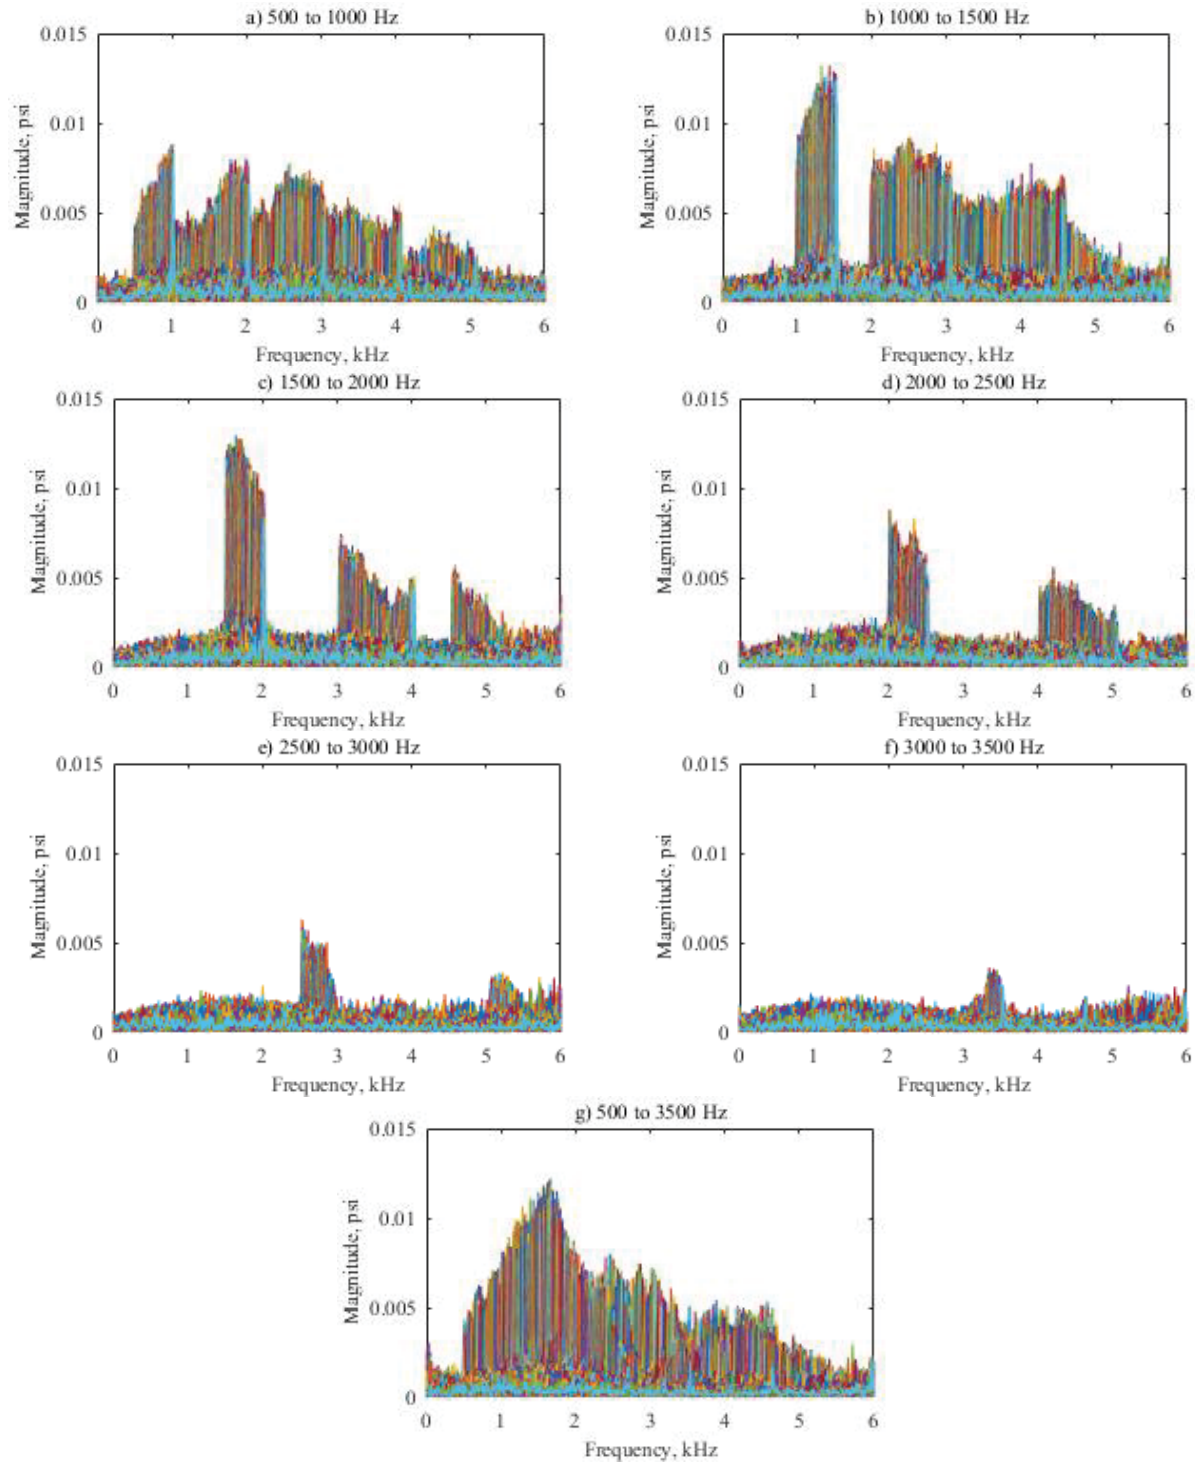 a) 500 to 1000 Hz
0.015
0.01
0.005
0
Magnitude, psi
0 1 2 3 4 5 6
Frequency, kHz
b) 1000 to 1500 Hz
0.015
0.01
0.005
0
Magnitude, psi
0 1 2 3 4 5 6
Frequency, kHz
c) 1500 to 2000 Hz
0.015
0.01
0.005
0
Magnitude, psi
0 1 2 3 4 5 6
Frequency, kHz
d) 2000 to 2500 Hz
0.015
0.01
0.005
0
Magnitude, psi
0 1 2 3 4 5 6
Frequency, kHz
e) 2500 to 3000 Hz
0.015
0.01
0.005
0
Magnitude, psi
0 1 2 3 4 5 6
Frequency, kHz
f) 3000 to 3500 Hz
0.015
0.01
0.005
0
Magnitude, psi
0 1 2 3 4 5 6
Frequency, kHz
g) 500 to 3500 Hz
0.015
0.01
0.005
0
Magnitude, psi
0 1 2 3 4 5 6
Frequency, kHz